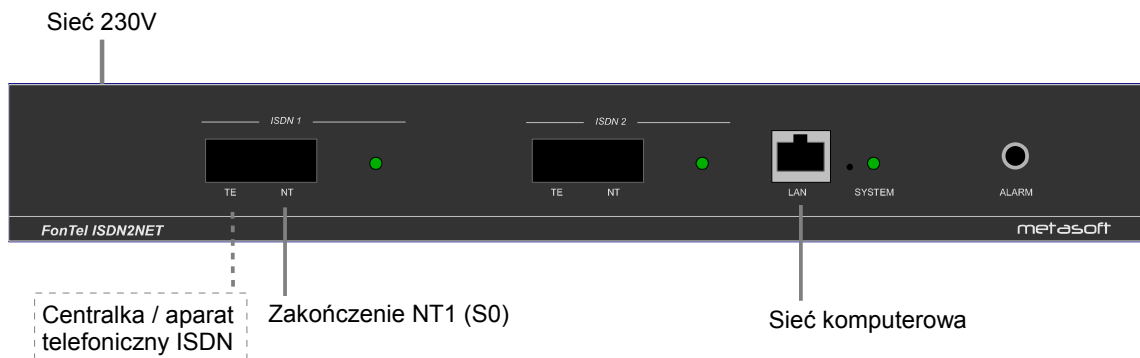 Sieć 230V
ISDN 1
ISDN 2
TE NT
TE NT
LAN SYSTEM ALARM
FonTel ISDN2NET
metasoft
Centralka / aparat
telefoniczny ISDN
Zakończenie NT1 (S0)
Sieć komputerowa